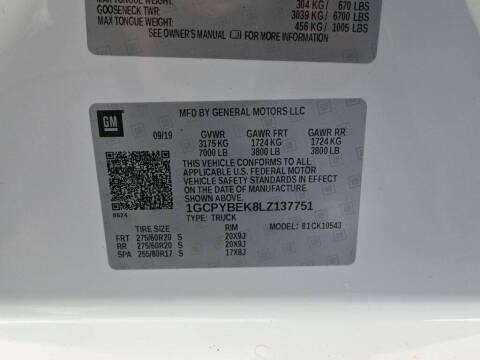 MAX TONGUE WEIGHT: 304 KG / 670 LBS
GOOSENECK TWR: 3039 KG / 6700 LBS
MAX TONGUE WEIGHT: 456 KG / 1005 LBS
SEE OWNER'S MANUAL FOR MORE INFORMATION
MFD BY GENERAL MOTORS LLC
GM
09/19 GVWR GAWR FRT GAWR RR
3175 KG 1724 KG 1724 KG
7000 LB 3800 LB 3800 LB
THIS VEHICLE CONFORMS TO ALL
APPLICABLE U.S. FEDERAL MOTOR
VEHICLE SAFETY STANDARDS IN
EFFECT ON THE DATE OF MANUFACTURE
SHOWN ABOVE.
1GCPYBEK8LZ137751
8624 TYPE: TRUCK
TIRE SIZE RIM MODEL: 81CK10543
FRT 275/60R20 S 20X9J
RR 275/60R20 S 20X9J
SPA 255/80R17 S 17X8J